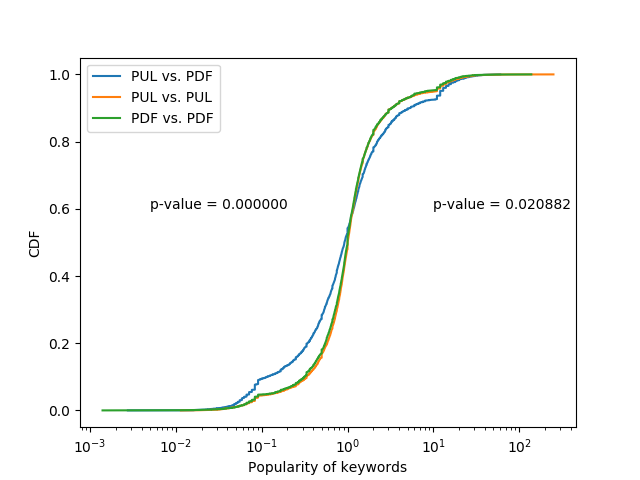 PUL vs. PDF
PUL vs. PUL
PDF vs. PDF
p-value = 0.000000
p-value = 0.020882
CDF
1.0
0.8
0.6
0.4
0.2
0.0
10⁻³ 10⁻² 10⁻¹ 10⁰ 10¹ 10²
Popularity of keywords